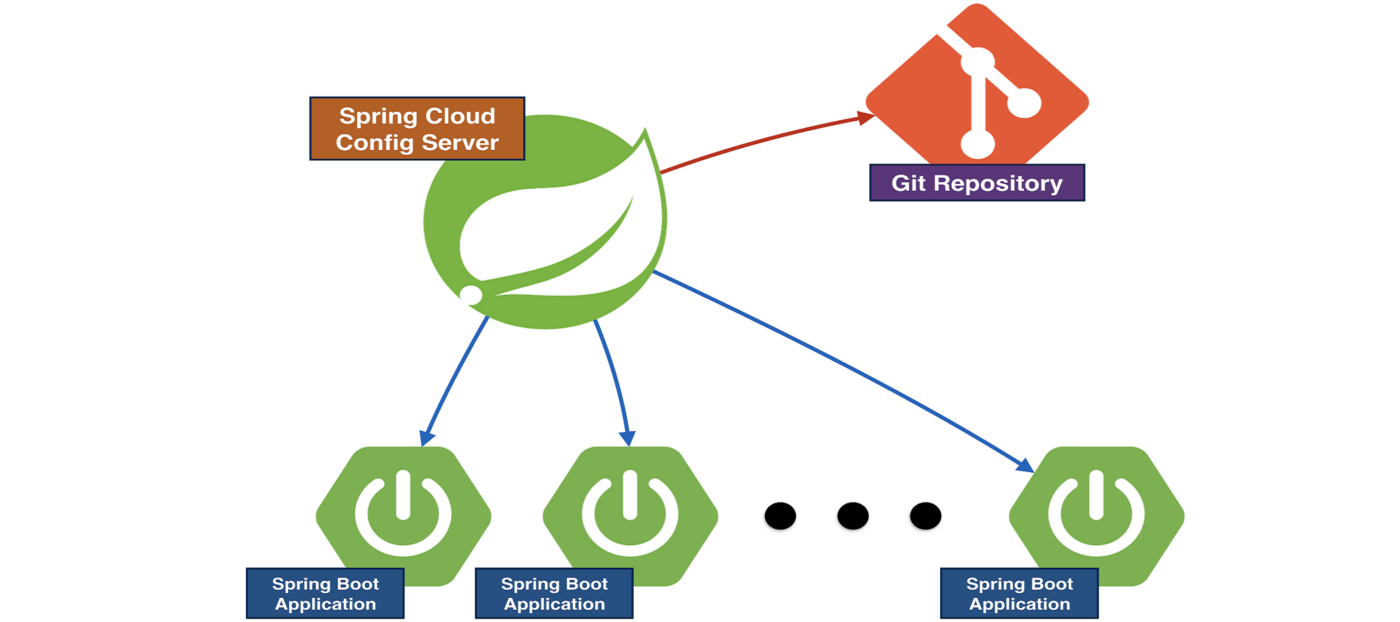 Spring Cloud
Config Server
Git Repository
Spring Boot
Application
Spring Boot
Application
Spring Boot
Application